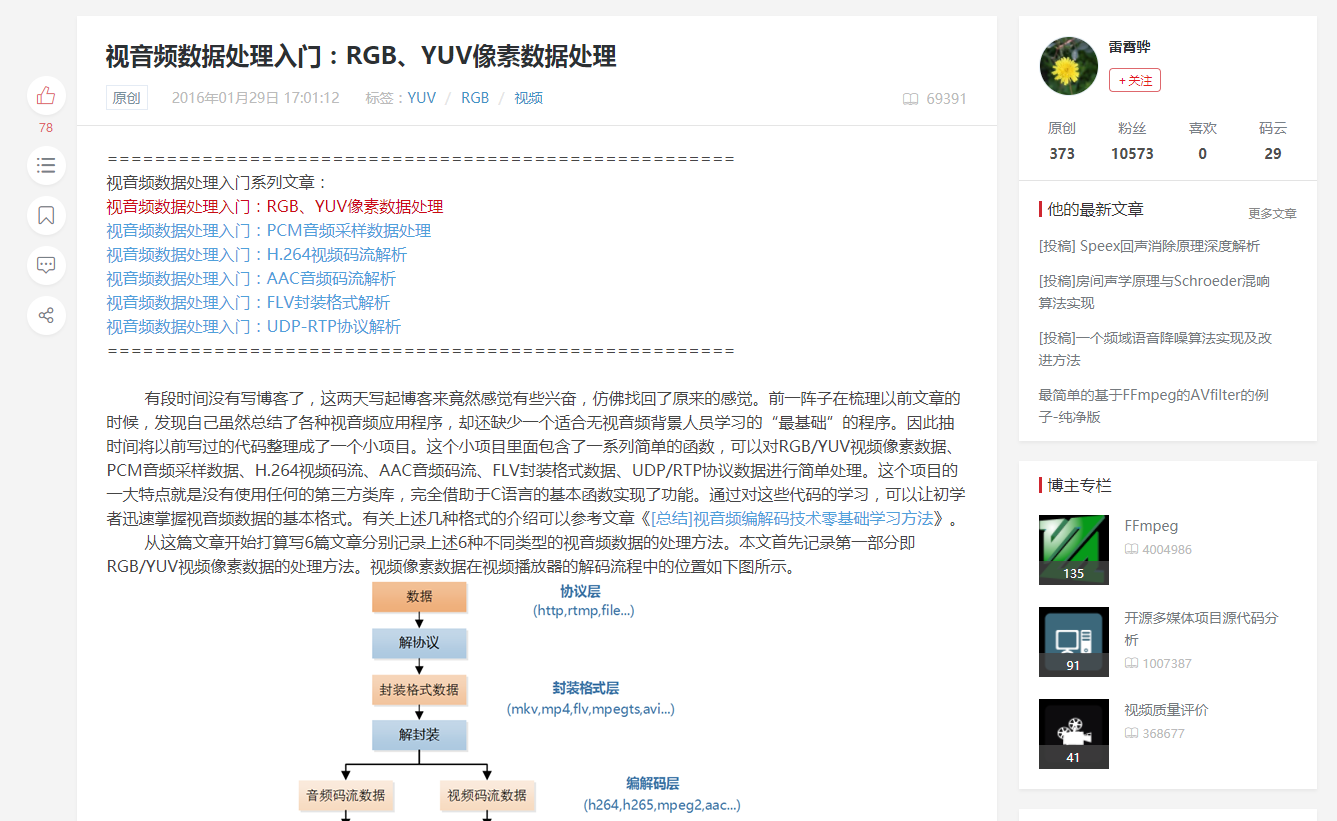 视音频数据处理入门：RGB、YUV像素数据处理
原创 2016年01月29日 17:01:12 标签：YUV / RGB / 视频 69391
78
=====================================================
视音频数据处理入门系列文章：
视音频数据处理入门：RGB、YUV像素数据处理
视音频数据处理入门：PCM音频采样数据处理
视音频数据处理入门：H.264视频码流解析
视音频数据处理入门：AAC音频码流解析
视音频数据处理入门：FLV封装格式解析
视音频数据处理入门：UDP-RTP协议解析
=====================================================
有段时间没有写博客了，这两天写起博客来竟然感觉有些兴奋，仿佛找回了原来的感觉。前一阵子在梳理以前文章的
时候，发现自己虽然总结了各种视音频应用程序，却还缺少一个适合无视音频背景人员学习的“最基础”的程序。因此抽
时间将以前写过的代码整理成了一个小项目。这个小项目里面包含了一系列简单的函数，可以对RGB/YUV视频像素数据、
PCM音频采样数据、H.264视频码流、AAC音频码流、FLV封装格式数据、UDP/RTP协议数据进行简单处理。这个项目的
一大特点就是没有使用任何的第三方类库，完全借助于C语言的基本函数实现了功能。通过对这些代码的学习，可以让初学
者迅速掌握视音频数据的基本格式。有关上述几种格式的介绍可以参考文章《[总结]视音频编解码技术零基础学习方法》。
从这篇文章开始打算写6篇文章分别记录上述6种不同类型的视音频数据的处理方法。本文首先记录第一部分即
RGB/YUV视频像素数据的处理方法。视频像素数据在视频播放器的解码流程中的位置如下图所示。
数据 协议层
(http,rtmp,file...)
解协议
封装格式数据 封装格式层
(mkv,mp4,flv,mpegts,avi...)
解封装
音频码流数据 视频码流数据 编解码层
(h264,h265,mpeg2,aac...)
雷霄骅
+ 关注
原创 粉丝 喜欢 码云
373 10573 0 29
他的最新文章 更多文章
[投稿] Speex回声消除原理深度解析
[投稿]房间声学原理与Schroeder混响
算法实现
[投稿]一个频域语音降噪算法实现及改
进方法
最简单的基于FFmpeg的AVfilter的例
子-纯净版
博主专栏
FFmpeg
4004986
135
开源多媒体项目源代码分
析
1007387
91
视频质量评价
368677
41